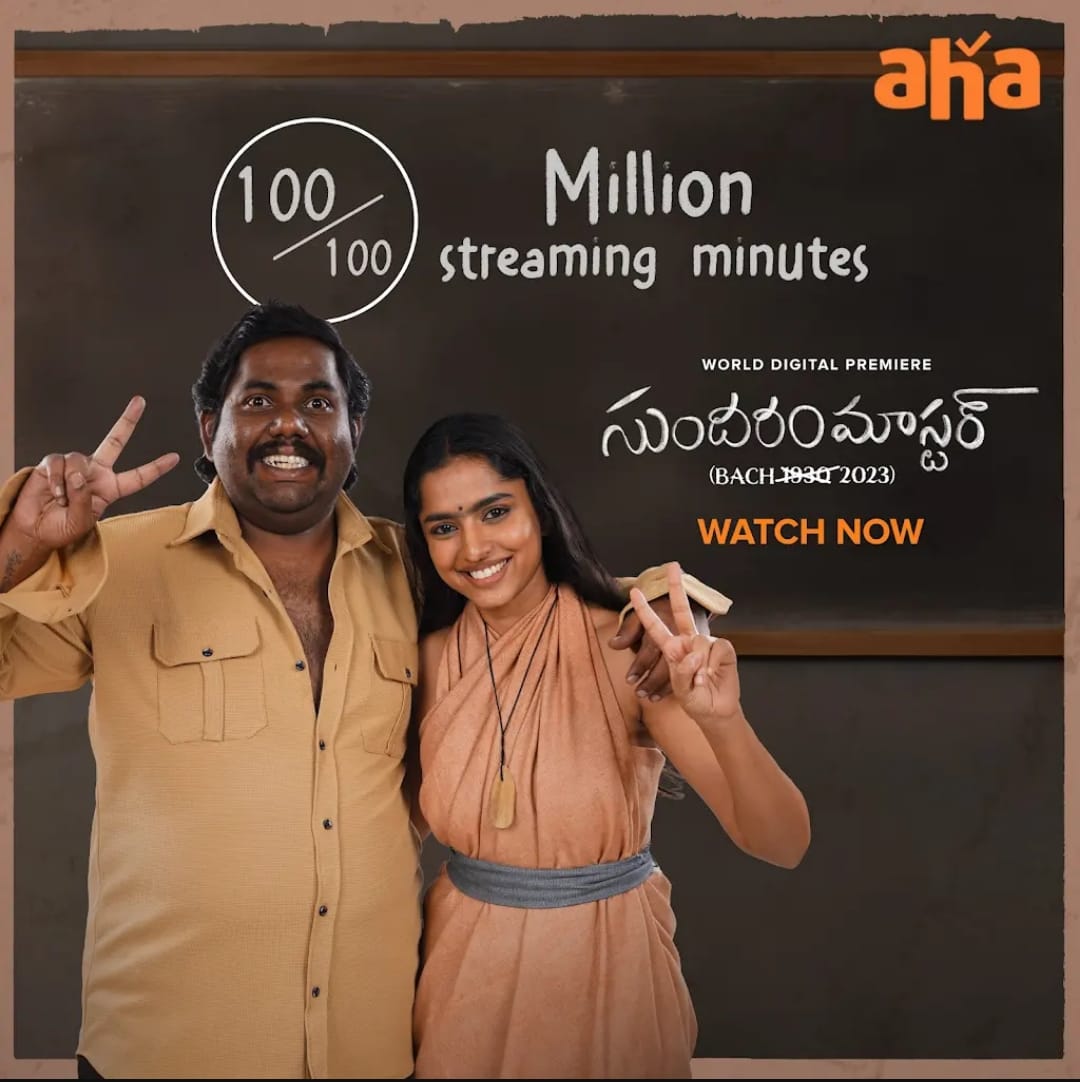 aha
100/100
Million
streaming minutes
WORLD DIGITAL PREMIERE
సుందరం మాస్టర్
(BACH 1930 2023)
WATCH NOW